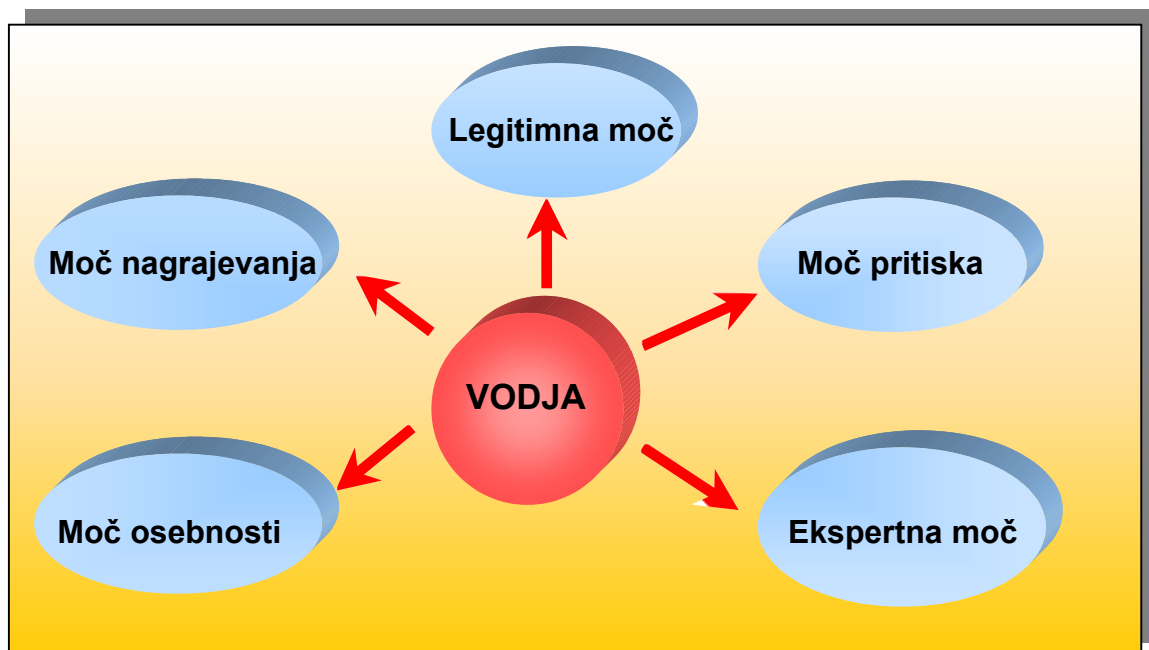 Legitimna moč
Moč nagrajevanja
Moč pritiska
VODJA
Moč osebnosti
Ekspertna moč